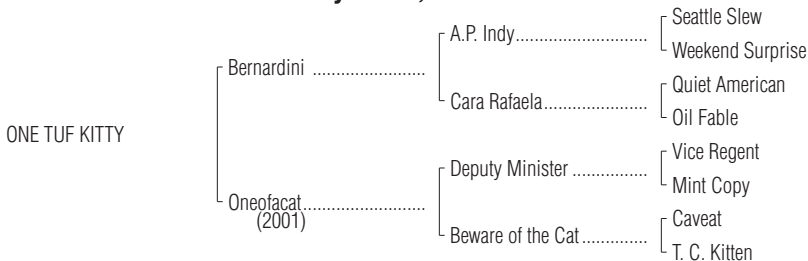 Seattle Slew
A.P. Indy
Weekend Surprise
Bernardini
Quiet American
Cara Rafaela
Oil Fable
ONE TUF KITTY
Vice Regent
Deputy Minister
Mint Copy
Oneofacat
(2001)
Caveat
Beware of the Cat
T. C. Kitten